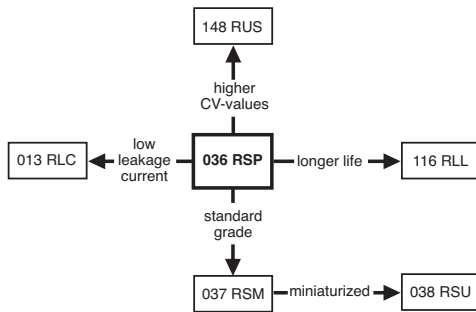 148 RUS
higher
CV-values
013 RLC
low
leakage
current
036 RSP
longer life
116 RLL
standard
grade
037 RSM
miniaturized
038 RSU